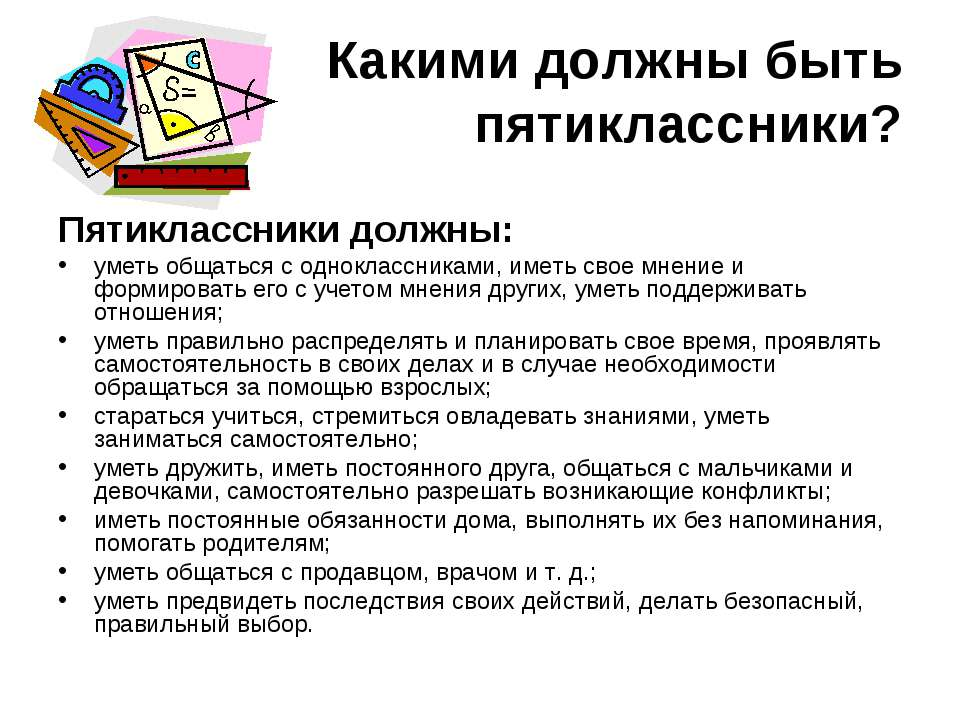 Какими должны быть
пятиклассники?
Пятиклассники должны:
• уметь общаться с одноклассниками, иметь свое мнение и
формировать его с учетом мнения других, уметь поддерживать
отношения;
• уметь правильно распределять и планировать свое время, проявлять
самостоятельность в своих делах и в случае необходимости
обращаться за помощью взрослых;
• стараться учиться, стремиться овладевать знаниями, уметь
заниматься самостоятельно;
• уметь дружить, иметь постоянного друга, общаться с мальчиками и
девочками, самостоятельно разрешать возникающие конфликты;
• иметь постоянные обязанности дома, выполнять их без напоминания,
помогать родителям;
• уметь общаться с продавцом, врачом и т. д.;
• уметь предвидеть последствия своих действий, делать безопасный,
правильный выбор.
c
S=
a